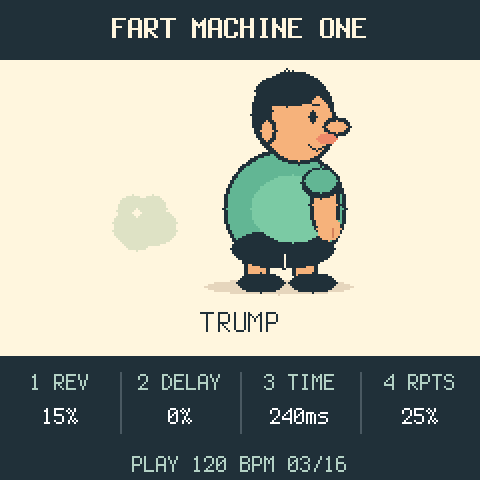 FART MACHINE ONE
TRUMP
1 REV 2 DELAY 3 TIME 4 RPTS
15% 0% 240ms 25%
PLAY 120 BPM 03/16